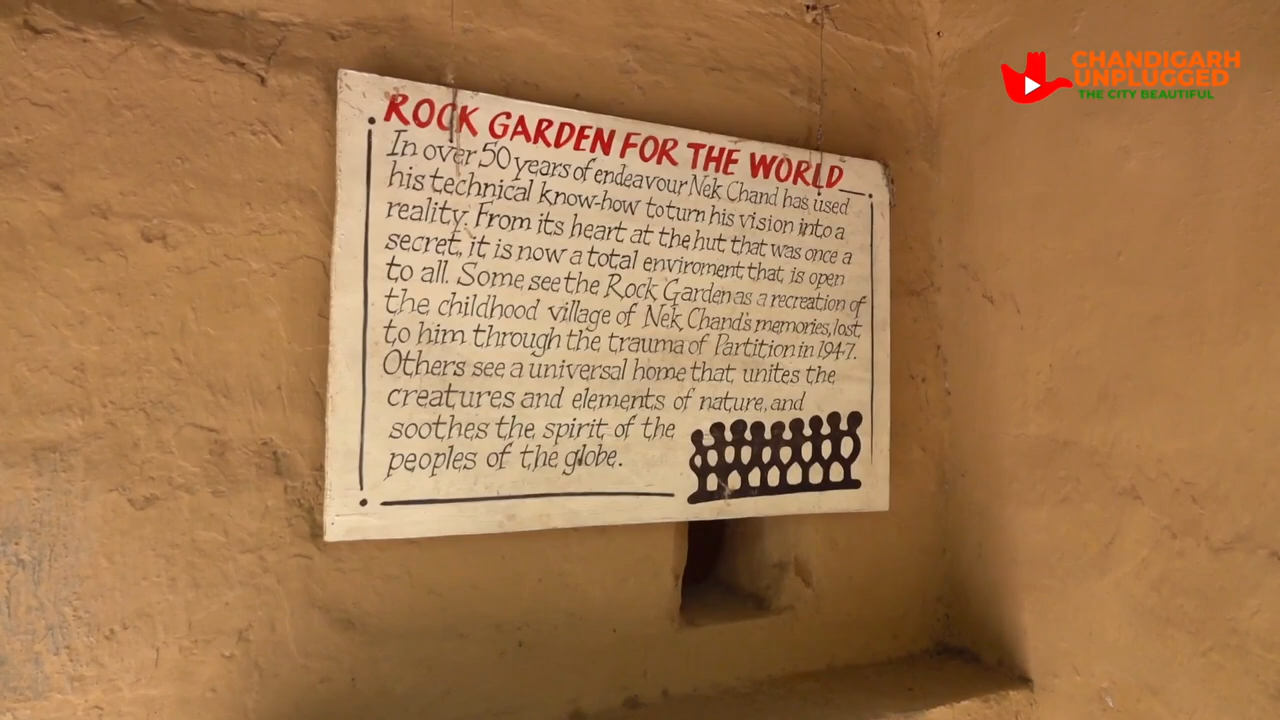 ROCK GARDEN FOR THE WORLD
In over 50 years of endeavour Nek Chand has used
his technical know-how to turn his vision into a
reality. From its heart at the hut that was once a
secret, it is now a total enviroment that is open
to all. Some see the Rock Garden as a recreation of
the childhood village of Nek Chand's memories, lost
to him through the trauma of Partition in 1947.
Others see a universal home that unites the
creatures and elements of nature, and
soothes the spirit of the
peoples of the globe.
CHANDIGARH
UNPLUGGED
THE CITY BEAUTIFUL